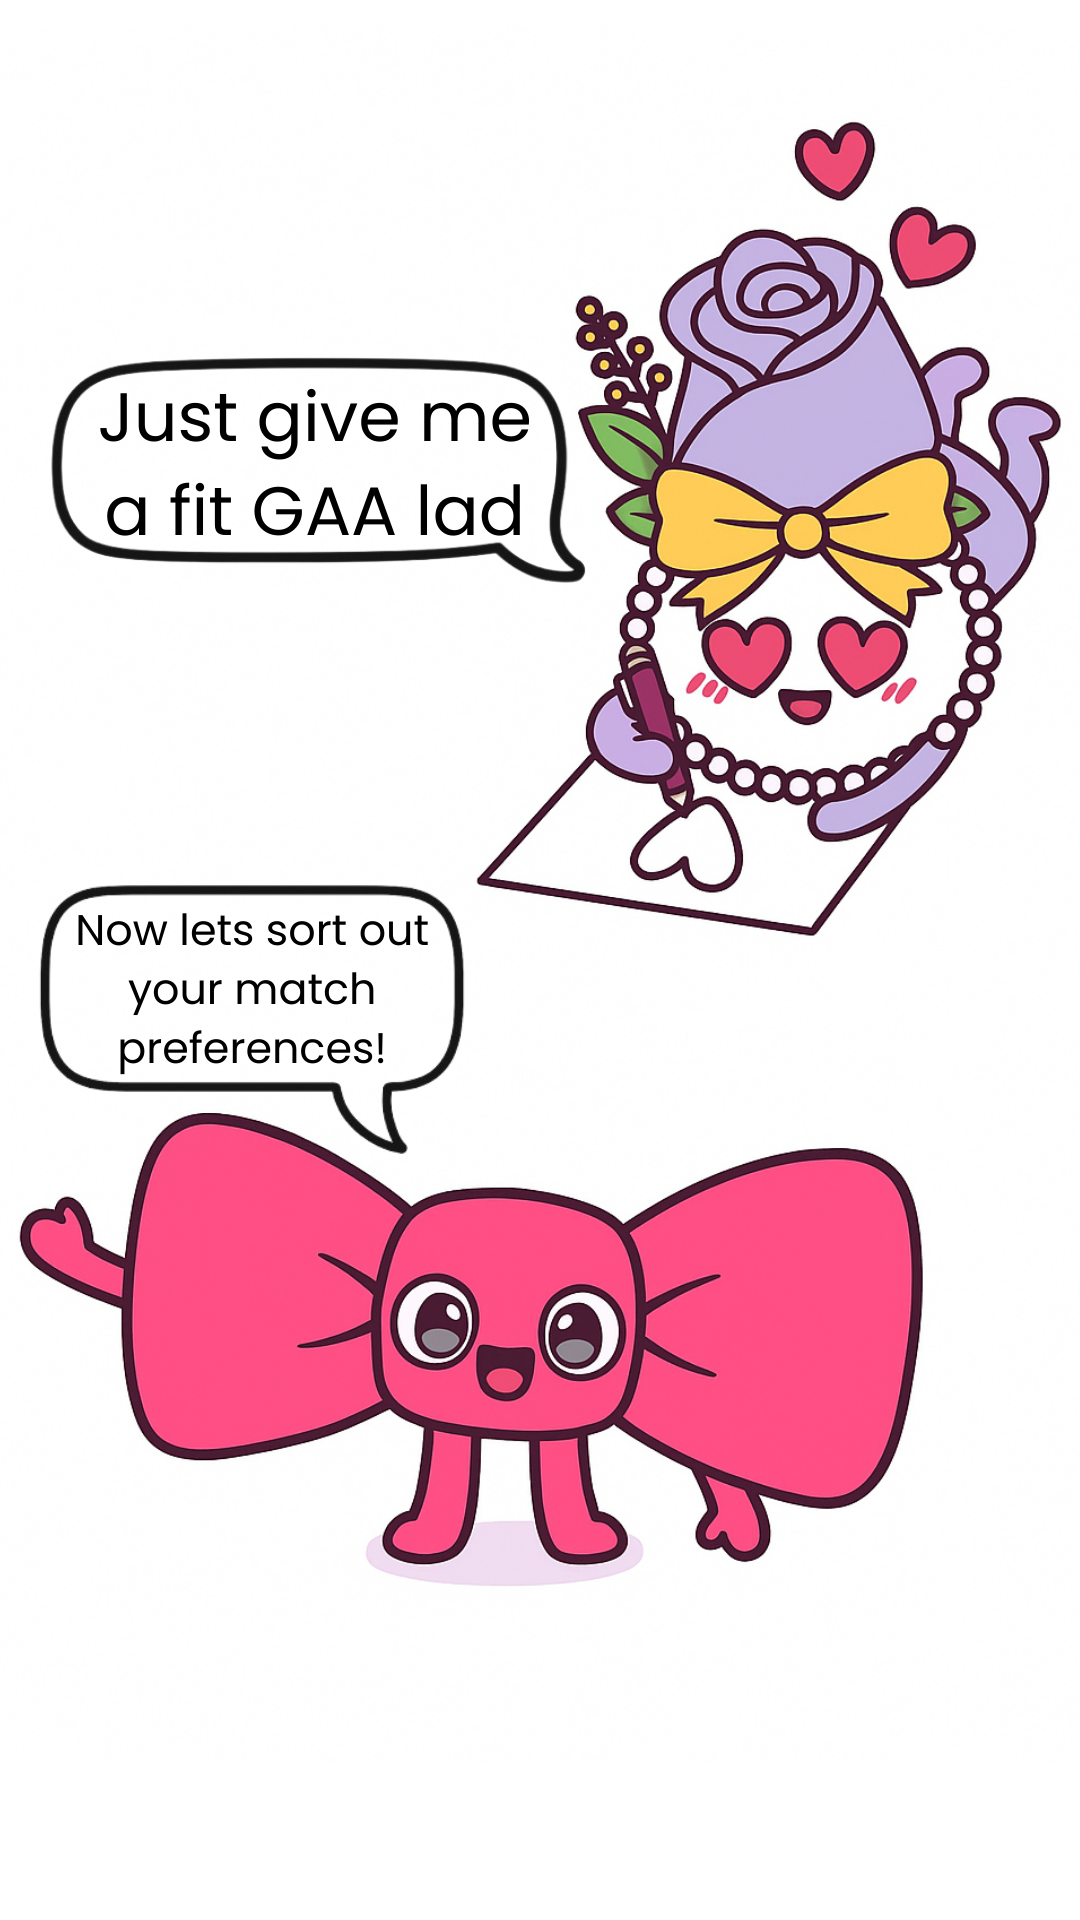 Just give me
a fit GAA lad
Now lets sort out
your match
preferences!